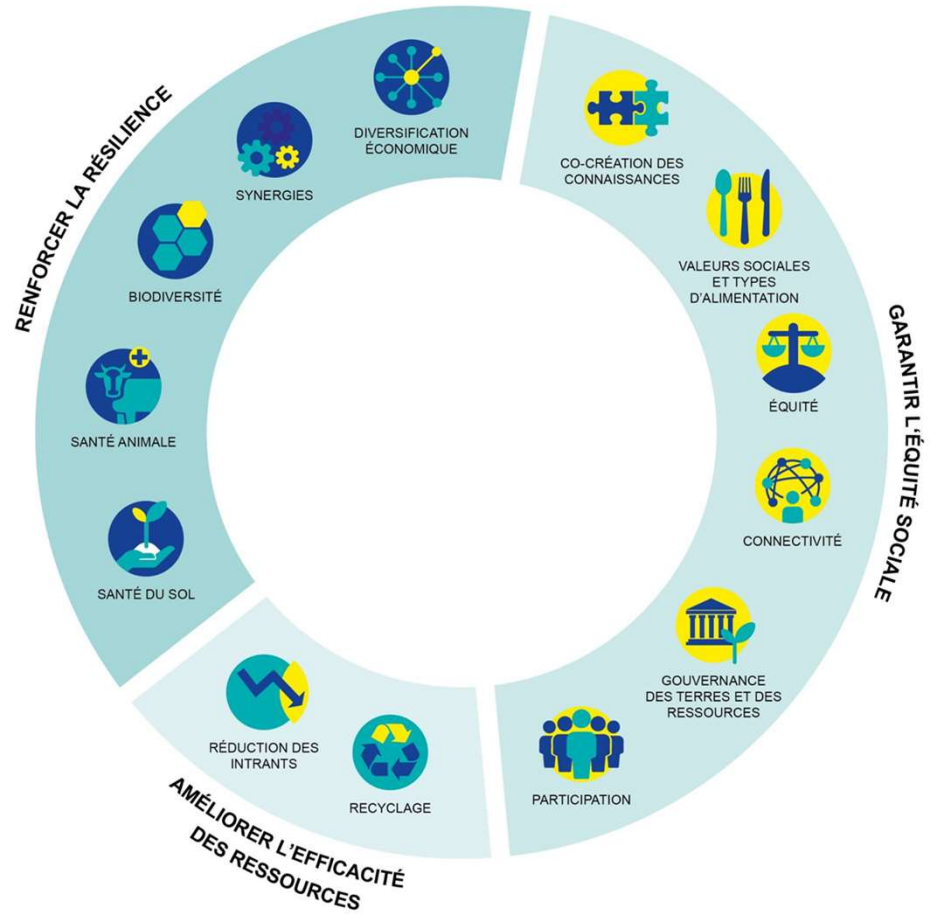 RENFORCER LA RÉSILIENCE
DIVERSIFICATION
ÉCONOMIQUE
SYNERGIES
BIODIVERSITÉ
SANTÉ ANIMALE
SANTÉ DU SOL
GARANTIR L'ÉQUITÉ SOCIALE
CO-CRÉATION DES
CONNAISSANCES
VALEURS SOCIALES
ET TYPES
D'ALIMENTATION
ÉQUITÉ
CONNECTIVITÉ
GOUVERNANCE
DES TERRES ET DES
RESSOURCES
PARTICIPATION
AMÉLIORER L'EFFICACITÉ
DES RESSOURCES
RÉDUCTION DES
INTRANTS
RECYCLAGE